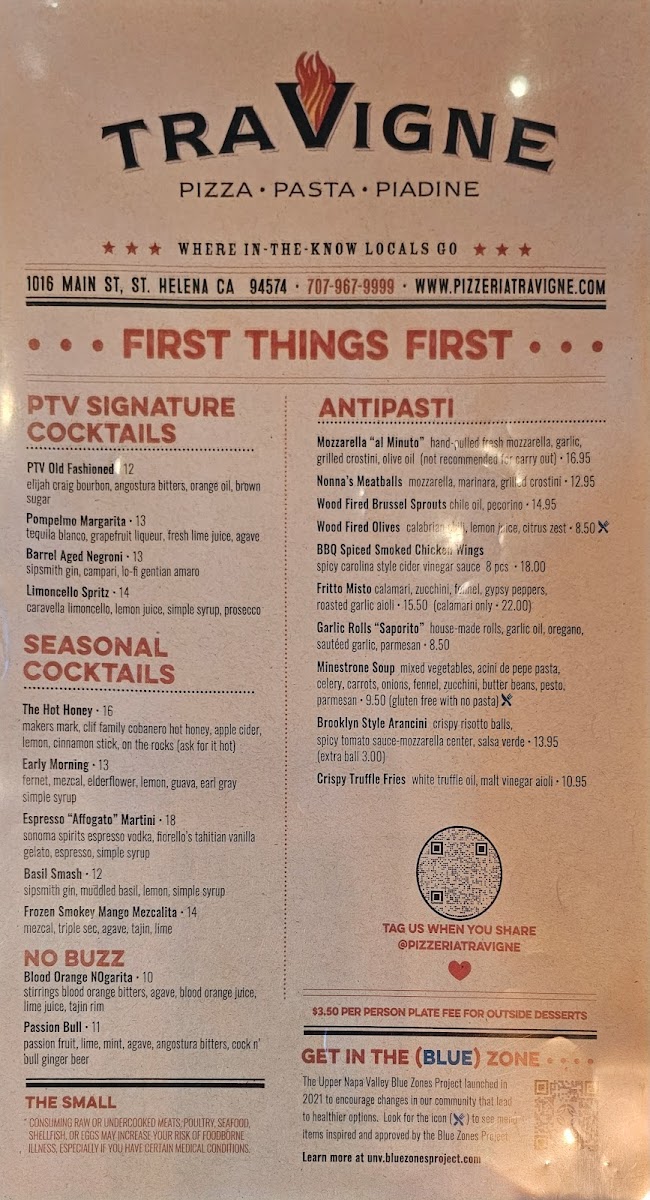 TRAVIGNE
PIZZA • PASTA • PIADINE
WHERE IN-THE-KNOW LOCALS GO
1016 MAIN ST, ST. HELENA CA 94574 • 707-967-9999 • WWW.PIZZERIATRAVIGNE.COM
FIRST THINGS FIRST
PTV SIGNATURE
COCKTAILS
PTV Old Fashioned • 12
elijah craig bourbon, angostura bitters, orange oil, brown
sugar
Pompelmo Margarita • 13
tequila blanco, grapefruit liqueur, fresh lime juice, agave
Barrel Aged Negroni • 13
sipsmith gin, campari, lo-fi gentian amaro
Limoncello Spritz • 14
caravella limoncello, lemon juice, simple syrup, prosecco
SEASONAL
COCKTAILS
The Hot Honey • 16
makers mark, clif family cobanero hot honey, apple cider,
lemon, cinnamon stick, on the rocks (ask for it hot)
Early Morning • 13
fernet, mezcal, elderflower, lemon, guava, earl gray
simple syrup
Espresso “Affogato” Martini • 18
sonoma spirits espresso vodka, fiorello's tahitian vanilla
gelato, espresso, simple syrup
Basil Smash • 12
sipsmith gin, muddled basil, lemon, simple syrup
Frozen Smokey Mango Mezcalita • 14
mezcal, triple sec, agave, tajin, lime
NO BUZZ
Blood Orange NOgarita • 10
stirrings blood orange bitters, agave, blood orange juice,
lime juice, tajin rim
Passion Bull • 11
passion fruit, lime, mint, agave, angostura bitters, cock n'
bull ginger beer
THE SMALL
* CONSUMING RAW OR UNDERCOOKED MEATS, POULTRY, SEAFOOD,
SHELLFISH, OR EGGS MAY INCREASE YOUR RISK OF FOODBORNE
ILLNESS, ESPECIALLY IF YOU HAVE CERTAIN MEDICAL CONDITIONS.
ANTIPASTI
Mozzarella “al Minuto” hand-pulled fresh mozzarella, garlic,
grilled crostini, olive oil (not recommended for carry out) • 16.95
Nonna's Meatballs mozzarella, marinara, grilled crostini • 12.95
Wood Fired Brussel Sprouts chile oil, pecorino • 14.95
Wood Fired Olives calabrian chili, lemon juice, citrus zest • 8.50
BBQ Spiced Smoked Chicken Wings
spicy carolina style cider vinegar sauce 8 pcs • 18.00
Fritto Misto calamari, zucchini, fennel, gypsy peppers,
roasted garlic aioli • 15.50 (calamari only • 22.00)
Garlic Rolls “Saporito” house-made rolls, garlic oil, oregano,
sautéed garlic, parmesan • 8.50
Minestrone Soup mixed vegetables, acini de pepe pasta,
celery, carrots, onions, fennel, zucchini, butter beans, pesto,
parmesan • 9.50 (gluten free with no pasta)
Brooklyn Style Arancini crispy risotto balls,
spicy tomato sauce-mozzarella center, salsa verde • 13.95
(extra ball 3.00)
Crispy Truffle Fries white truffle oil, malt vinegar aioli • 10.95
TAG US WHEN YOU SHARE
@PIZZERIATRAVIGNE
$3.50 PER PERSON PLATE FEE FOR OUTSIDE DESSERTS
GET IN THE (BLUE) ZONE
The Upper Napa Valley Blue Zones Project launched in
2021 to encourage changes in our community that lead
to healthier options. Look for the icon ( ) to see menu
items inspired and approved by the Blue Zones Project.
Learn more at unv.bluezonesproject.com